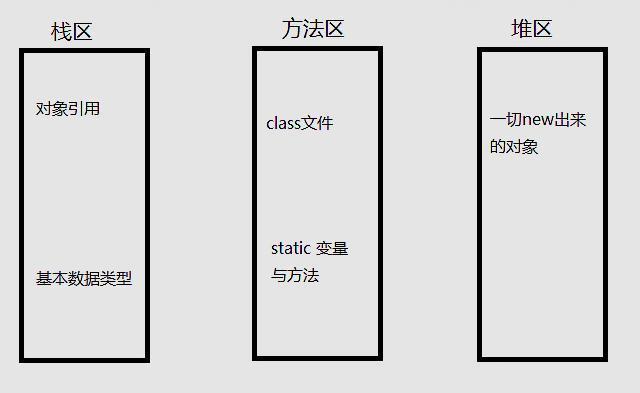 栈区
对象引用
基本数据类型
方法区
class文件
static 变量
与方法
堆区
一切new出来
的对象